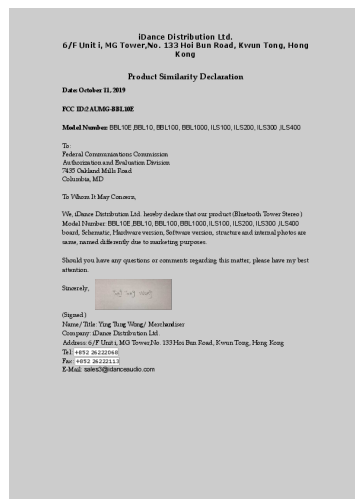 iDance Distribution Ltd.
6/F Unit i, MG Tower,No. 133 Hoi Bun Road, Kwun Tong, Hong
Kong
Product Similarity Declaration
Date: October 11, 2019
FCC ID:2AUMG-BBL10E
Model Number: BBL10E ,BBL10, BBL100, BBL1000, ILS100, ILS200, ILS300 ,ILS400
To:
Federal Communications Commission
Authorization and Evaluation Division
7435 Oakland Mills Road
Columbia, MD
To Whom It May Concern,
We, iDance Distribution Ltd. hereby declare that our product (Bluetooth Tower Stereo )
Model Number: BBL10E ,BBL10, BBL100, BBL1000, ILS100, ILS200, ILS300 ,ILS400
board, Schematic, Hardware version, Software version, structure and internal photos are
same, named differently due to marketing purposes.
Should you have any questions or comments regarding this matter, please have my best
attention.
Sincerely,
Ying Tung Wong
(Signed )
Name/ Title: Ying Tung Wong/ Merchandiser
Company: iDance Distribution Ltd.
Address: 6/F Unit i, MG Tower,No. 133 Hoi Bun Road, Kwun Tong, Hong Kong
Tel: +852 26222068
Fax: +852 26222113
E-Mail: sales3@idanceaudio.com